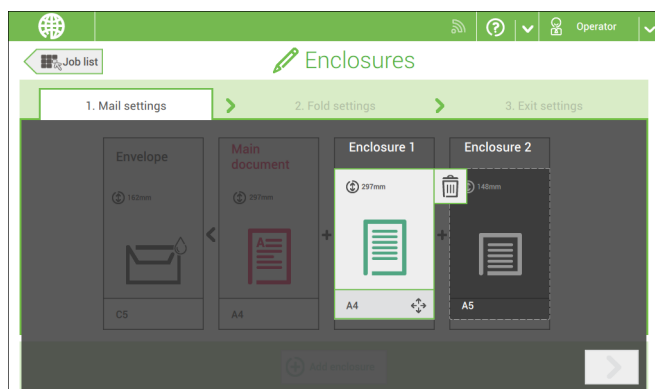 Operator
Job list
Enclosures
1. Mail settings
2. Fold settings
3. Exit settings
Envelope
Main
document
Enclosure 1
Enclosure 2
162mm
297mm
297mm
148mm
C5
A4
A4
A5
Add enclosure